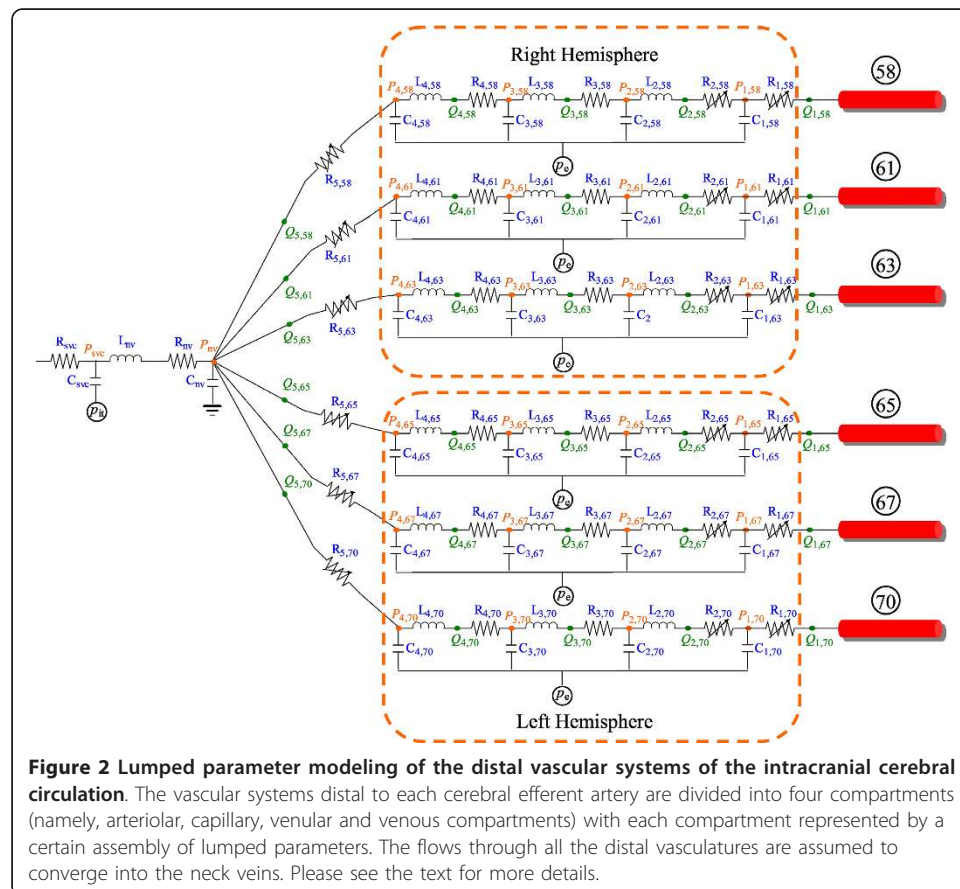 Right Hemisphere
58
P4,58 L4,58 R4,58 P3,58 L3,58 R3,58 P2,58 L2,58 R2,58 P1,58 R1,58
C4,58 Q4,58 C3,58 Q3,58 C2,58 Q2,58 C1,58 Q1,58
pe
R5,58
61
P4,61 L4,61 R4,61 P3,61 L3,61 R3,61 P2,61 L2,61 R2,61 P1,61 R1,61
C4,61 Q4,61 C3,61 Q3,61 C2,61 Q2,61 C1,61 Q1,61
Q5,58
R5,61
pe
63
Q5,61
P4,63 L4,63 R4,63 P3,63 L3,63 R3,63 P2,63 L2,63 R2,63 P1,63 R1,63
R5,63
C4,63 Q4,63 C3,63 Q3,63 C2 Q2,63 C1,63 Q1,63
Q5,63
pe
Rsvc Psvc Lnv Rnv Pnv
Csvc Cnv
pit
Q5,65
R5,65
65
P4,65 L4,65 R4,65 P3,65 L3,65 R3,65 P2,65 L2,65 R2,65 P1,65 R1,65
C4,65 Q4,65 C3,65 Q3,65 C2,65 Q2,65 C1,65 Q1,65
Q5,67
pe
R5,67
67
Q5,70
P4,67 L4,67 R4,67 P3,67 L3,67 R3,67 P2,67 L2,67 R2,67 P1,67 R1,67
C4,67 Q4,67 C3,67 Q3,67 C2,67 Q2,67 C1,67 Q1,67
R5,70
pe
70
P4,70 L4,70 R4,70 P3,70 L3,70 R3,70 P2,70 L2,70 R2,70 P1,70 R1,70
C4,70 Q4,70 C3,70 Q3,70 C2,70 Q2,70 C1,70 Q1,70
pe
Left Hemisphere
Figure 2 Lumped parameter modeling of the distal vascular systems of the intracranial cerebral
circulation. The vascular systems distal to each cerebral efferent artery are divided into four compartments
(namely, arteriolar, capillary, venular and venous compartments) with each compartment represented by a
certain assembly of lumped parameters. The flows through all the distal vasculatures are assumed to
converge into the neck veins. Please see the text for more details.